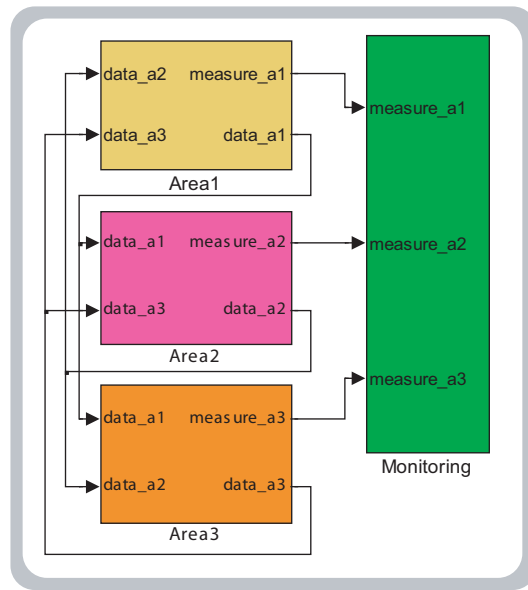 data_a2 measure_a1
measure_a1
data_a3 data_a1
Area1
data_a1 measure_a2
measure_a2
data_a3 data_a2
Area2
measure_a3
data_a1 measure_a3
Monitoring
data_a2 data_a3
Area3